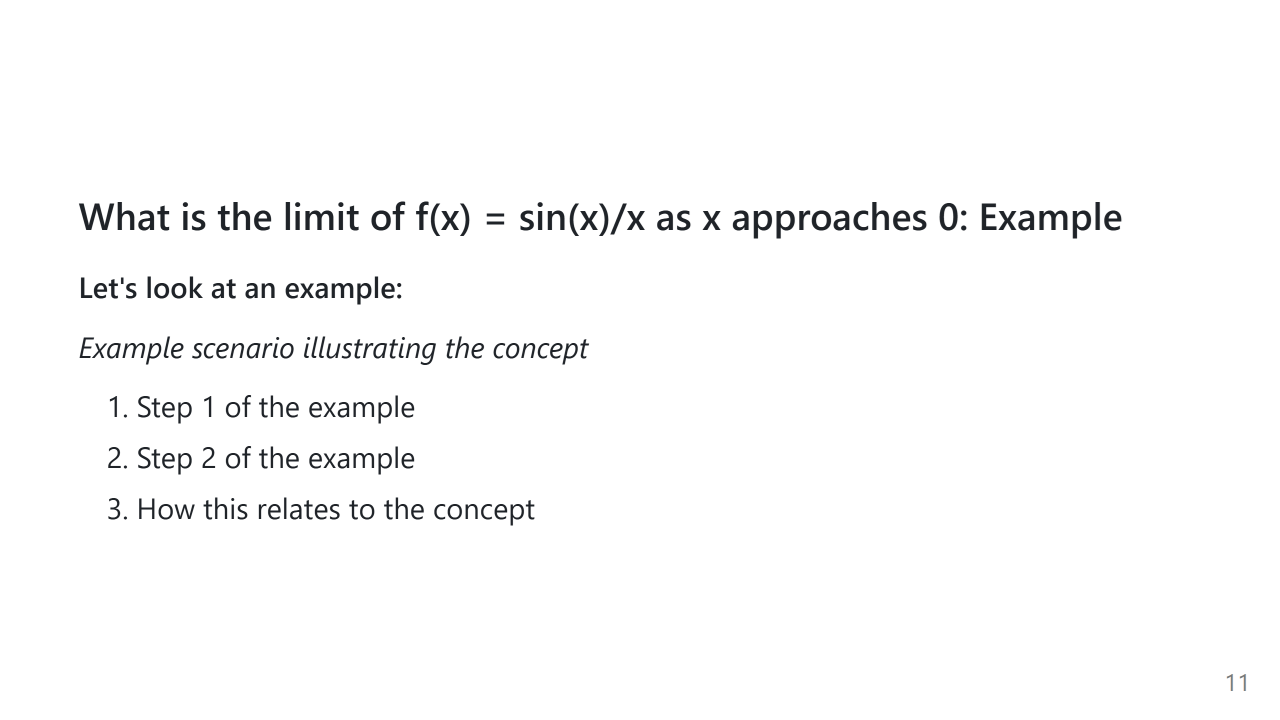 What is the limit of f(x) = sin(x)/x as x approaches 0: Example
Let's look at an example:
Example scenario illustrating the concept
1. Step 1 of the example
2. Step 2 of the example
3. How this relates to the concept
11